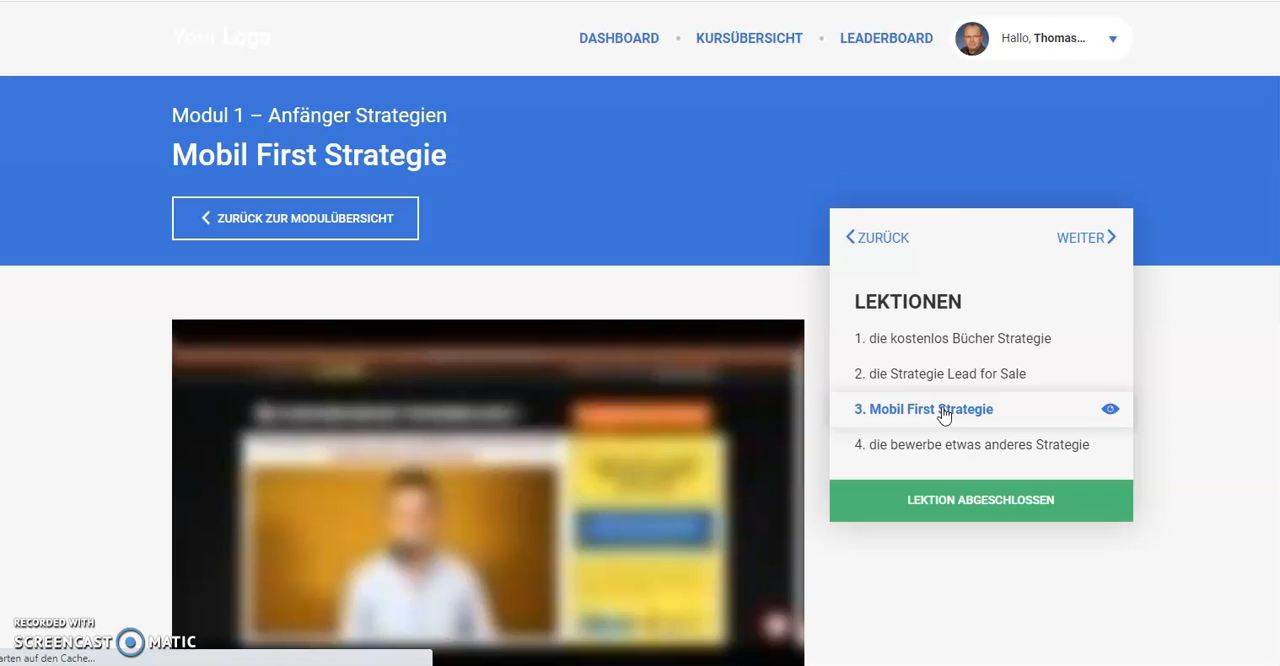 Your Logo
DASHBOARD • KURSÜBERSICHT • LEADERBOARD
Hallo, Thomas...
Modul 1 – Anfänger Strategien
Mobil First Strategie
ZURÜCK ZUR MODULÜBERSICHT
ZURÜCK WEITER
LEKTIONEN
1. die kostenlos Bücher Strategie
2. die Strategie Lead for Sale
3. Mobil First Strategie
4. die bewerbe etwas anderes Strategie
LEKTION ABGESCHLOSSEN
RECORDED WITH
SCREENCAST MATIC
arten auf den Cache...